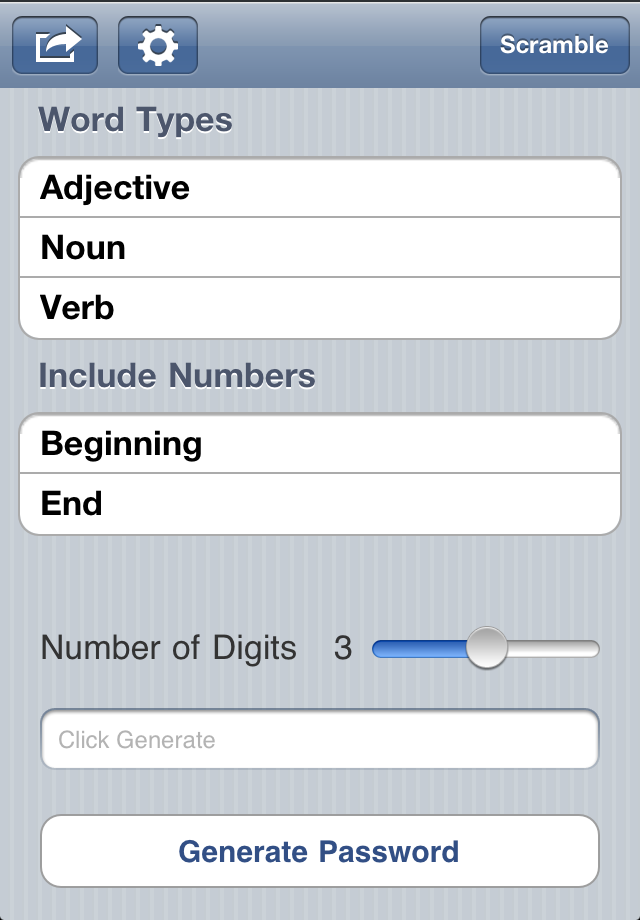 Scramble
Word Types
Adjective
Noun
Verb
Include Numbers
Beginning
End
Number of Digits 3
Click Generate
Generate Password